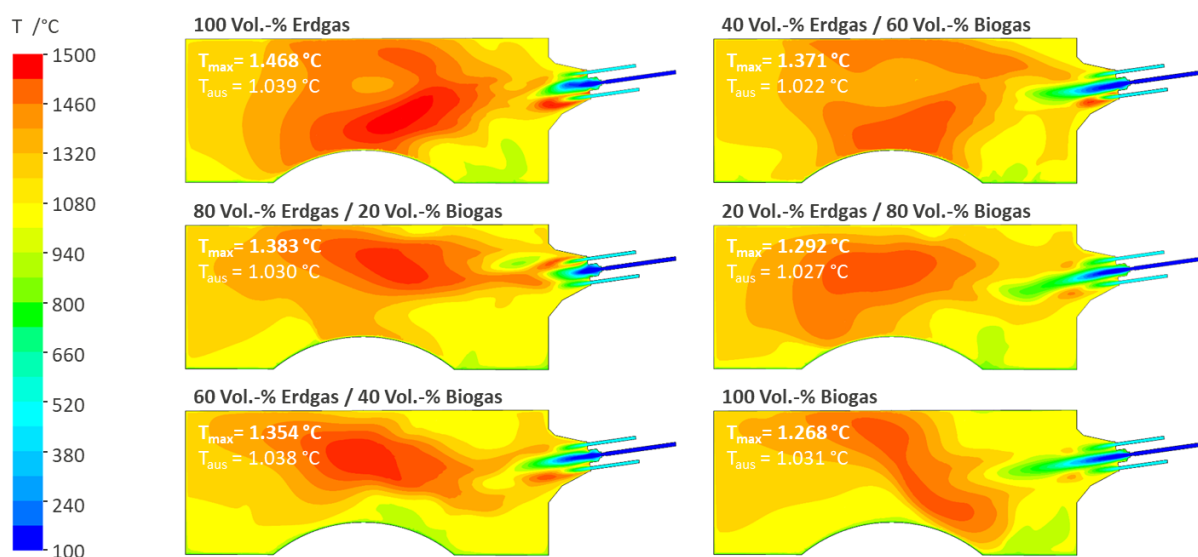 T /°C
1500
1460
1320
1080
940
800
660
520
380
240
100
100 Vol.-% Erdgas
Tmax= 1.468 °C
Taus = 1.039 °C
40 Vol.-% Erdgas / 60 Vol.-% Biogas
Tmax= 1.371 °C
Taus = 1.022 °C
80 Vol.-% Erdgas / 20 Vol.-% Biogas
Tmax= 1.383 °C
Taus = 1.030 °C
20 Vol.-% Erdgas / 80 Vol.-% Biogas
Tmax= 1.292 °C
Taus = 1.027 °C
60 Vol.-% Erdgas / 40 Vol.-% Biogas
Tmax= 1.354 °C
Taus = 1.038 °C
100 Vol.-% Biogas
Tmax= 1.268 °C
Taus = 1.031 °C